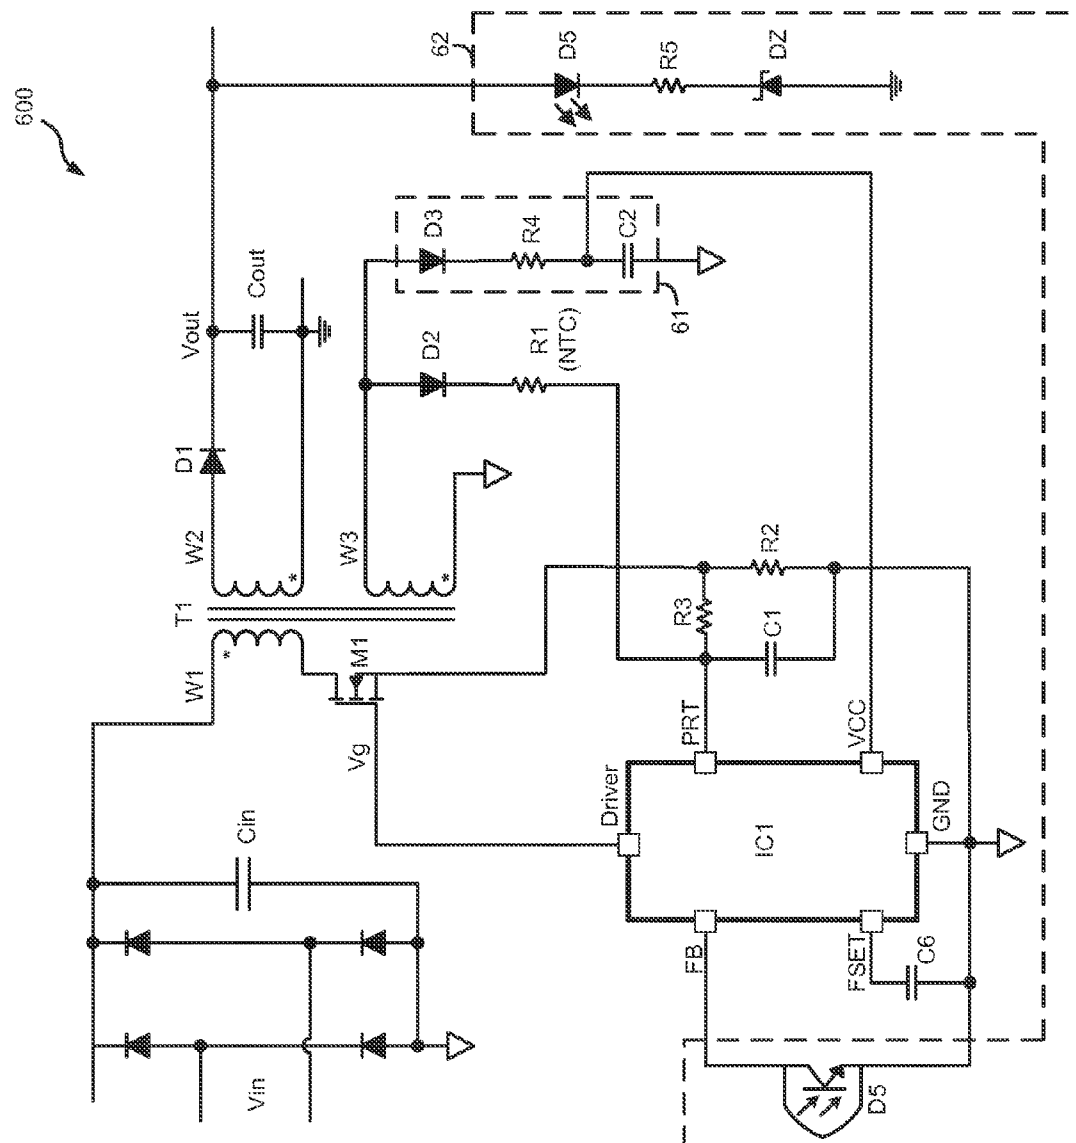 600
62
D5
R5
DZ
Vout
Cout
D3
R4
C2
61
D1
D2
R1
(NTC)
W2
W3
T1
W1
M1
Vg
R3
R2
C1
PRT
VCC
Driver
IC1
GND
Cin
FB
FSET
C6
Vin
D5
*
*
*